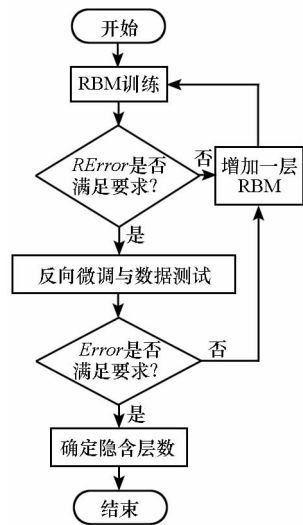 开始
RBM训练
RError是否
满足要求?
否
增加一层
RBM
是
反向微调与数据测试
Error是否
满足要求?
否
是
确定隐含层数
结束